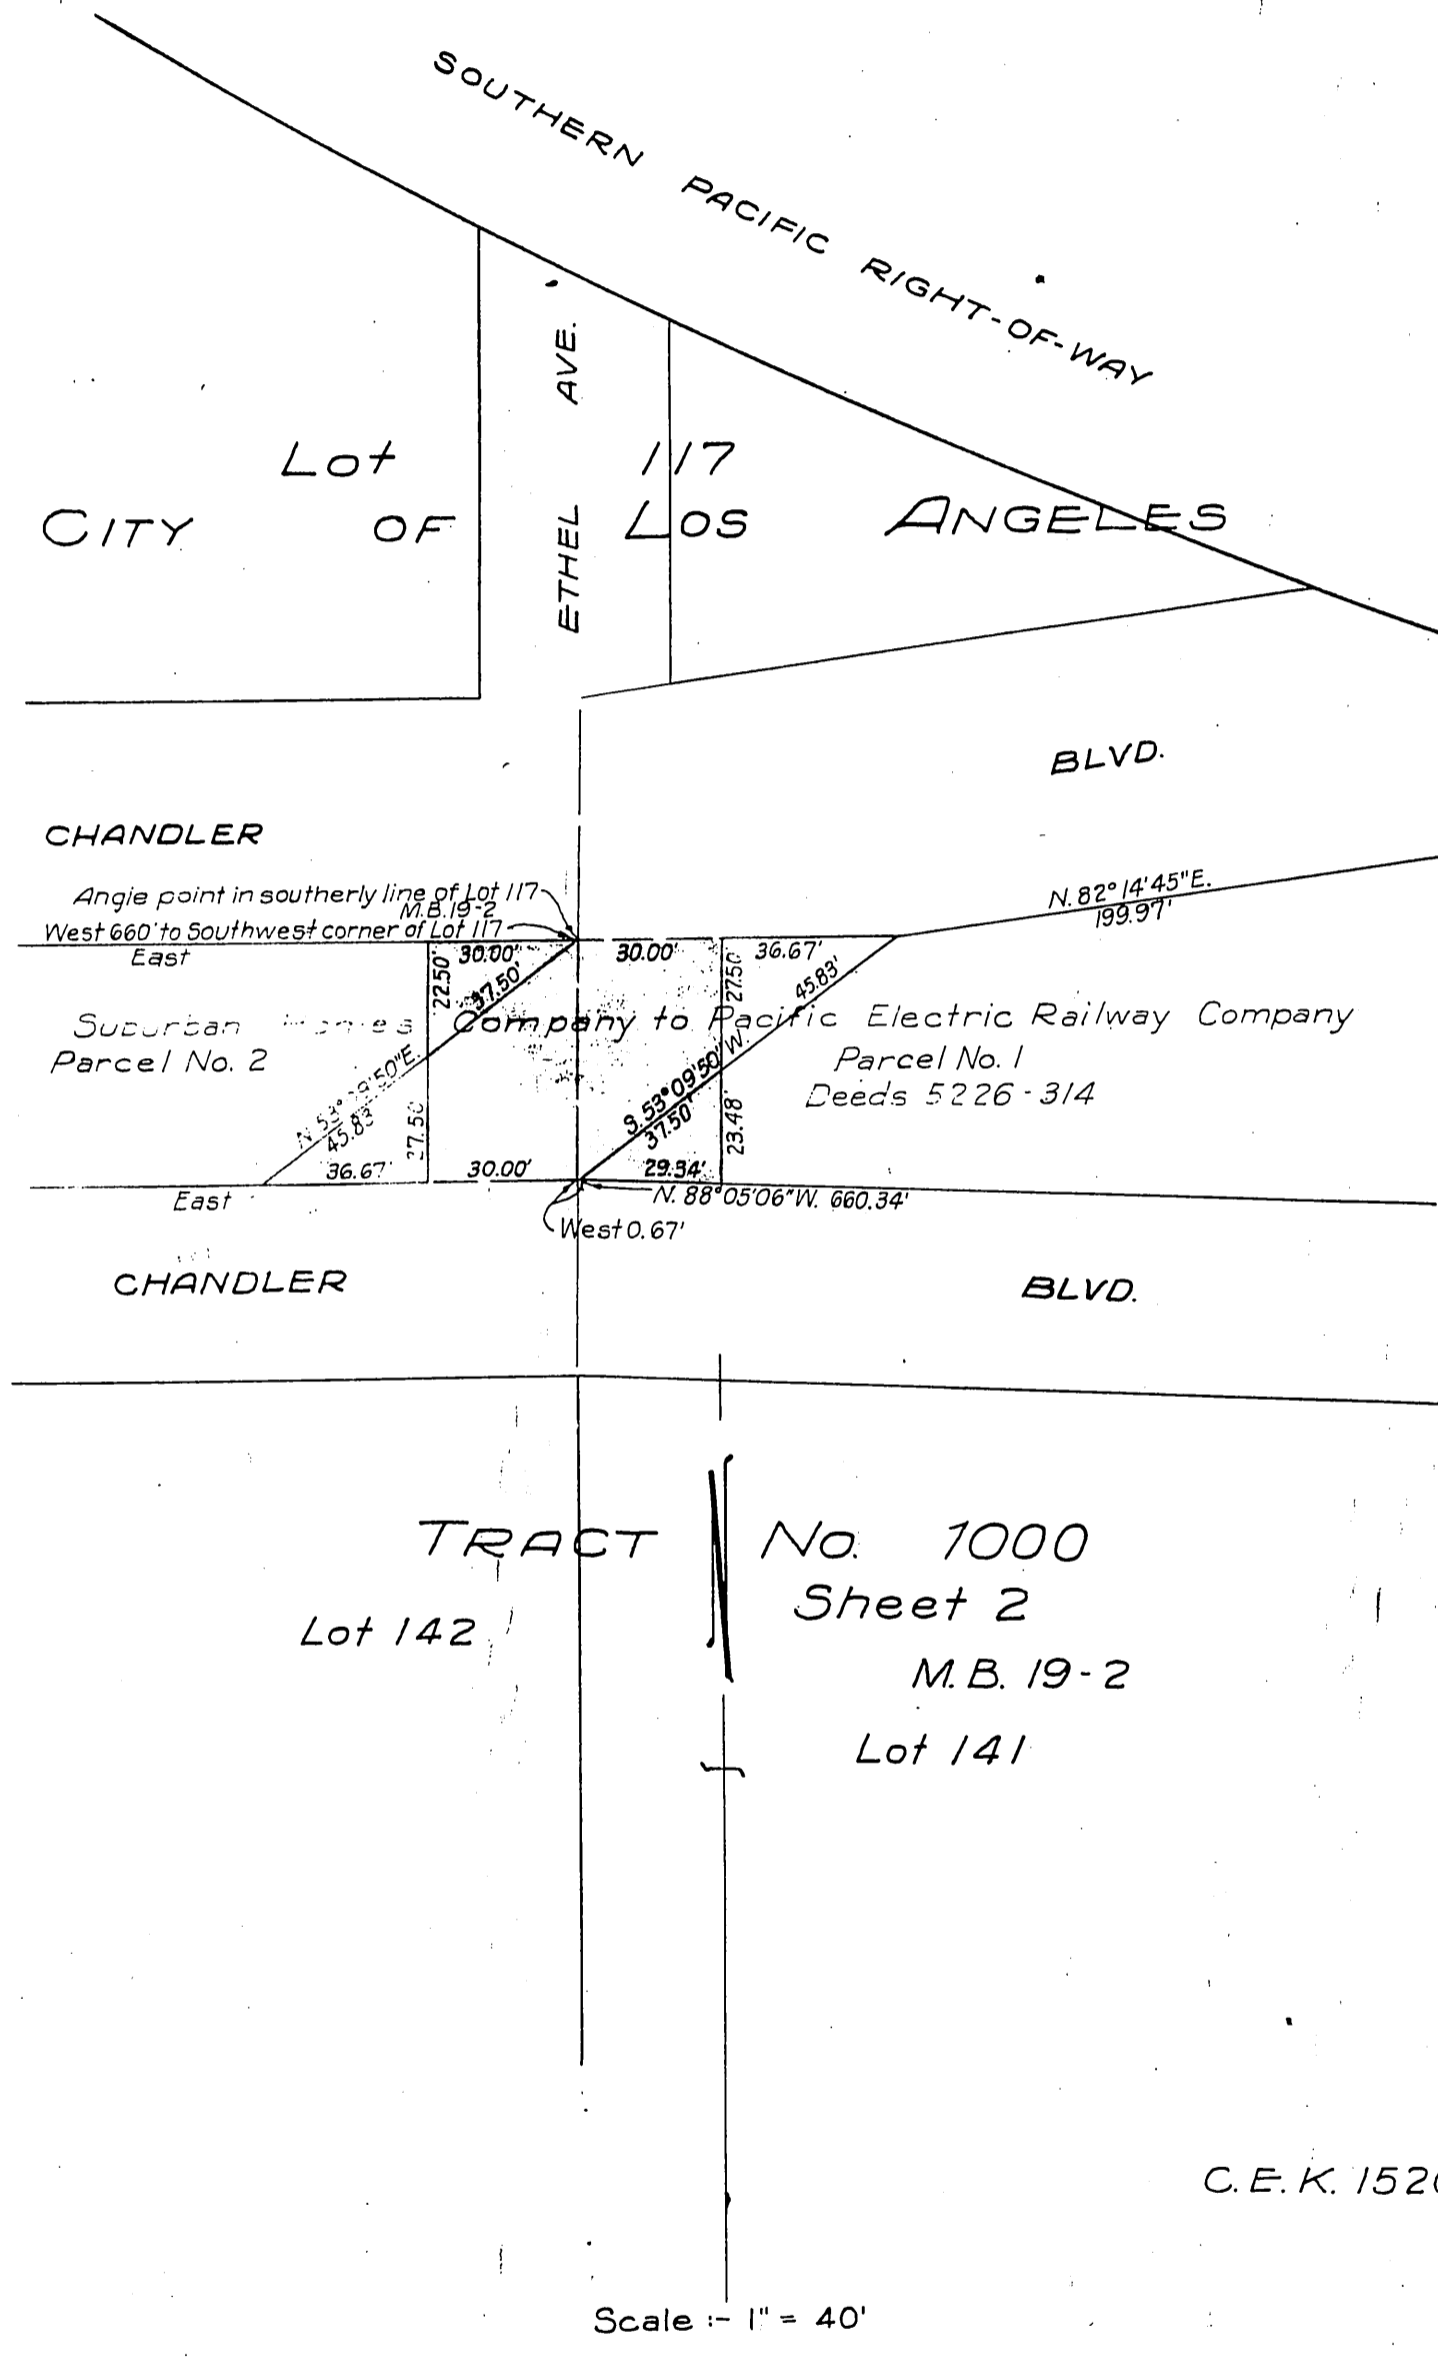 SOUTHERN PACIFIC RIGHT-OF-WAY
ETHEL AVE.
Lot 117
CITY OF LOS ANGELES
BLVD.
CHANDLER
Angle point in southerly line of Lot 117
M.B. 19-2
West 660' to Southwest corner of Lot 117
East
N. 82° 14' 45" E.
199.97'
30.00'
30.00'
36.67'
22.50'
37.50'
27.50'
45.83'
Suburban Homes Company to Pacific Electric Railway Company
Parcel No. 2
Parcel No. 1
Deeds 5226-314
45.83'
S. 53° 09' 50" W.
37.50'
23.48'
27.50'
36.67'
30.00'
29.34'
East
N. 88° 05' 06" W. 660.34'
West 0.67'
CHANDLER BLVD.
TRACT No. 1000
Sheet 2
Lot 142
M.B. 19-2
Lot 141
C.E.K.
Scale :- 1" = 40'